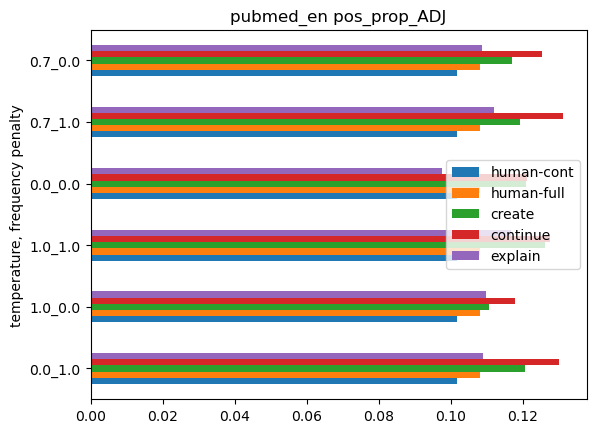 pubmed_en pos_prop_ADJ
temperature, frequency penalty
0.7_0.0
0.7_1.0
0.0_0.0
1.0_1.0
1.0_0.0
0.0_1.0
human-cont
human-full
create
continue
explain
0.00 0.02 0.04 0.06 0.08 0.10 0.12